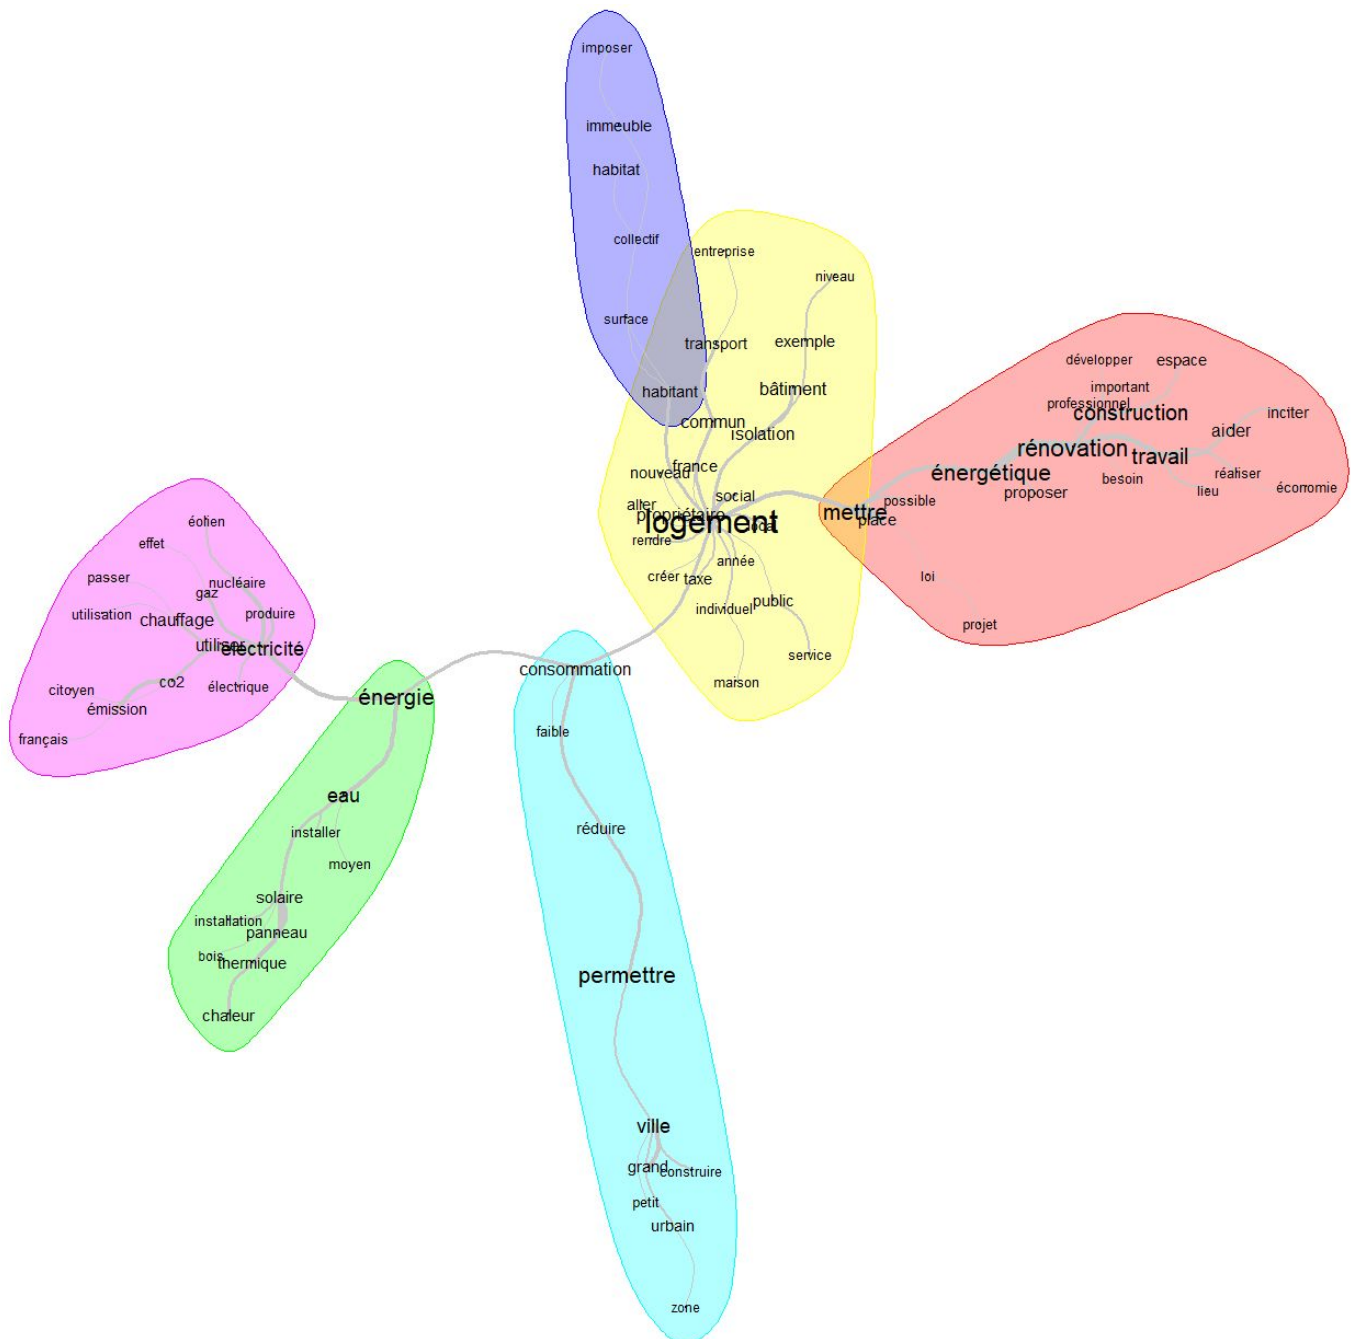 imposer
immeuble
habitat
collectif
surface
habitant
entreprise
niveau
transport
exemple
bâtiment
commun
isolation
nouveau
france
social
aller
propriétaire
logement
local
rendre
année
créer
taxe
individuel
public
service
maison
développer
espace
important
professionnel
construction
inciter
aider
rénovation
travail
énergétique
réaliser
besoin
proposer
lieu
économie
possible
mettre
place
loi
projet
éolien
effet
passer
nucléaire
gaz
utilisation
produire
chauffage
utiliser
électricité
citoyen
co2
électrique
émission
français
énergie
eau
installer
moyen
solaire
installation
panneau
bois
thermique
chaleur
consommation
faible
réduire
permettre
ville
grand
construire
petit
urbain
zone